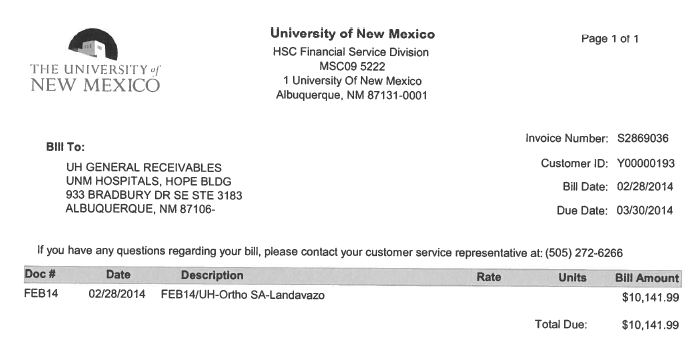 University of New Mexico
Page 1 of 1
HSC Financial Service Division
MSC09 5222
1 University Of New Mexico
Albuquerque, NM 87131-0001
THE UNIVERSITY of
NEW MEXICO
Invoice Number: S2869036
Bill To:
Customer ID: Y00000193
UH GENERAL RECEIVABLES
UNM HOSPITALS, HOPE BLDG
Bill Date: 02/28/2014
933 BRADBURY DR SE STE 3183
ALBUQUERQUE, NM 87106-
Due Date: 03/30/2014
If you have any questions regarding your bill, please contact your customer service representative at: (505) 272-6266
Doc # Date Description Rate Units Bill Amount
FEB14 02/28/2014 FEB14/UH-Ortho SA-Landavazo $10,141.99
Total Due: $10,141.99